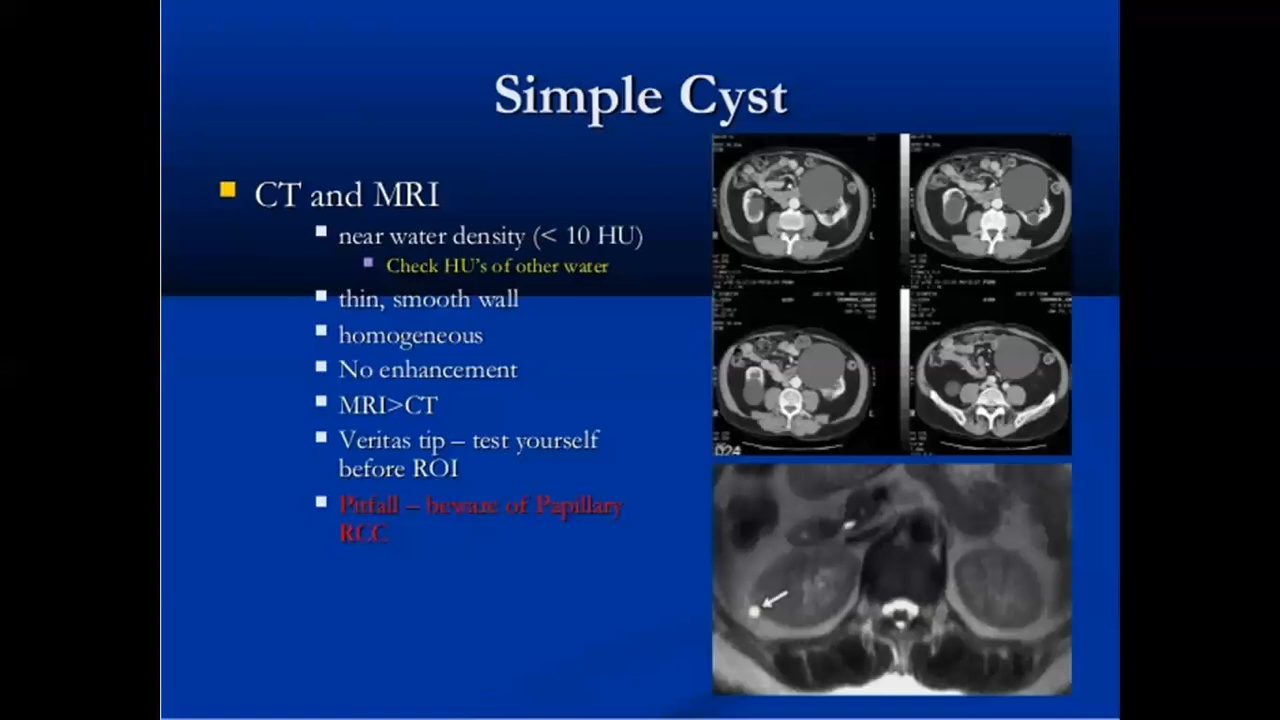 Simple Cyst
CT and MRI
near water density (< 10 HU)
Check HU's of other water
thin, smooth wall
homogeneous
No enhancement
MRI>CT
Veritas tip – test yourself
before ROI
Pitfall – beware of Papillary
RCC